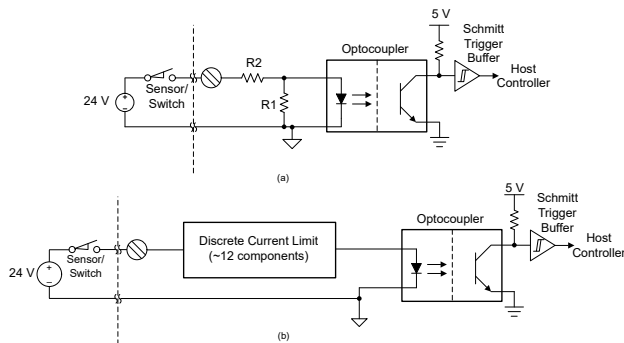 5 V
Schmitt
Trigger
Buffer
Optocoupler
Host
Controller
R2
R1
Sensor/
Switch
24 V
+
−
(a)
5 V
Schmitt
Trigger
Buffer
Optocoupler
Host
Controller
Discrete Current Limit
(~12 components)
Sensor/
Switch
24 V
+
−
(b)